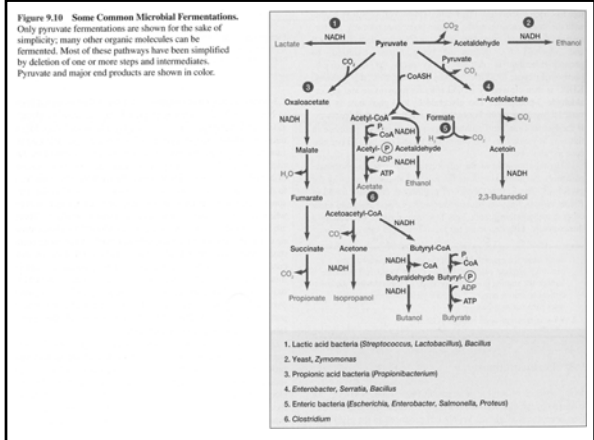 Figure 9.10 Some Common Microbial Fermentations.
Only pyruvate fermentations are shown for the sake of
simplicity; many other organic molecules can be
fermented. Most of these pathways have been simplified
by deletion of one or more steps and intermediates.
Pyruvate and major end products are shown in color.
1
CO₂
2
NADH
NADH
Lactate
Pyruvate
Acetaldehyde
Ethanol
CO₂
Pyruvate
CO₂
3
CoASH
4
Oxaloacetate
α-Acetolactate
NADH
Acetyl-CoA
Formate
CO₂
Pᵢ
CoA
NADH
5
H₂
CO₂
Malate
Acetyl-P
Acetaldehyde
Acetoin
H₂O
ADP
NADH
ATP
NADH
Acetate
Ethanol
Fumarate
6
2,3-Butanediol
Acetoacetyl-CoA
NADH
CO₂
Succinate
Acetone
Butyryl-CoA
CO₂
NADH
NADH
CoA
Pᵢ
CoA
Butyraldehyde
Butyryl-P
Propionate
Isopropanol
NADH
ADP
ATP
Butanol
Butyrate
1. Lactic acid bacteria (Streptococcus, Lactobacillus), Bacillus
2. Yeast, Zymomonas
3. Propionic acid bacteria (Propionibacterium)
4. Enterobacter, Serratia, Bacillus
5. Enteric bacteria (Escherichia, Enterobacter, Salmonella, Proteus)
6. Clostridium